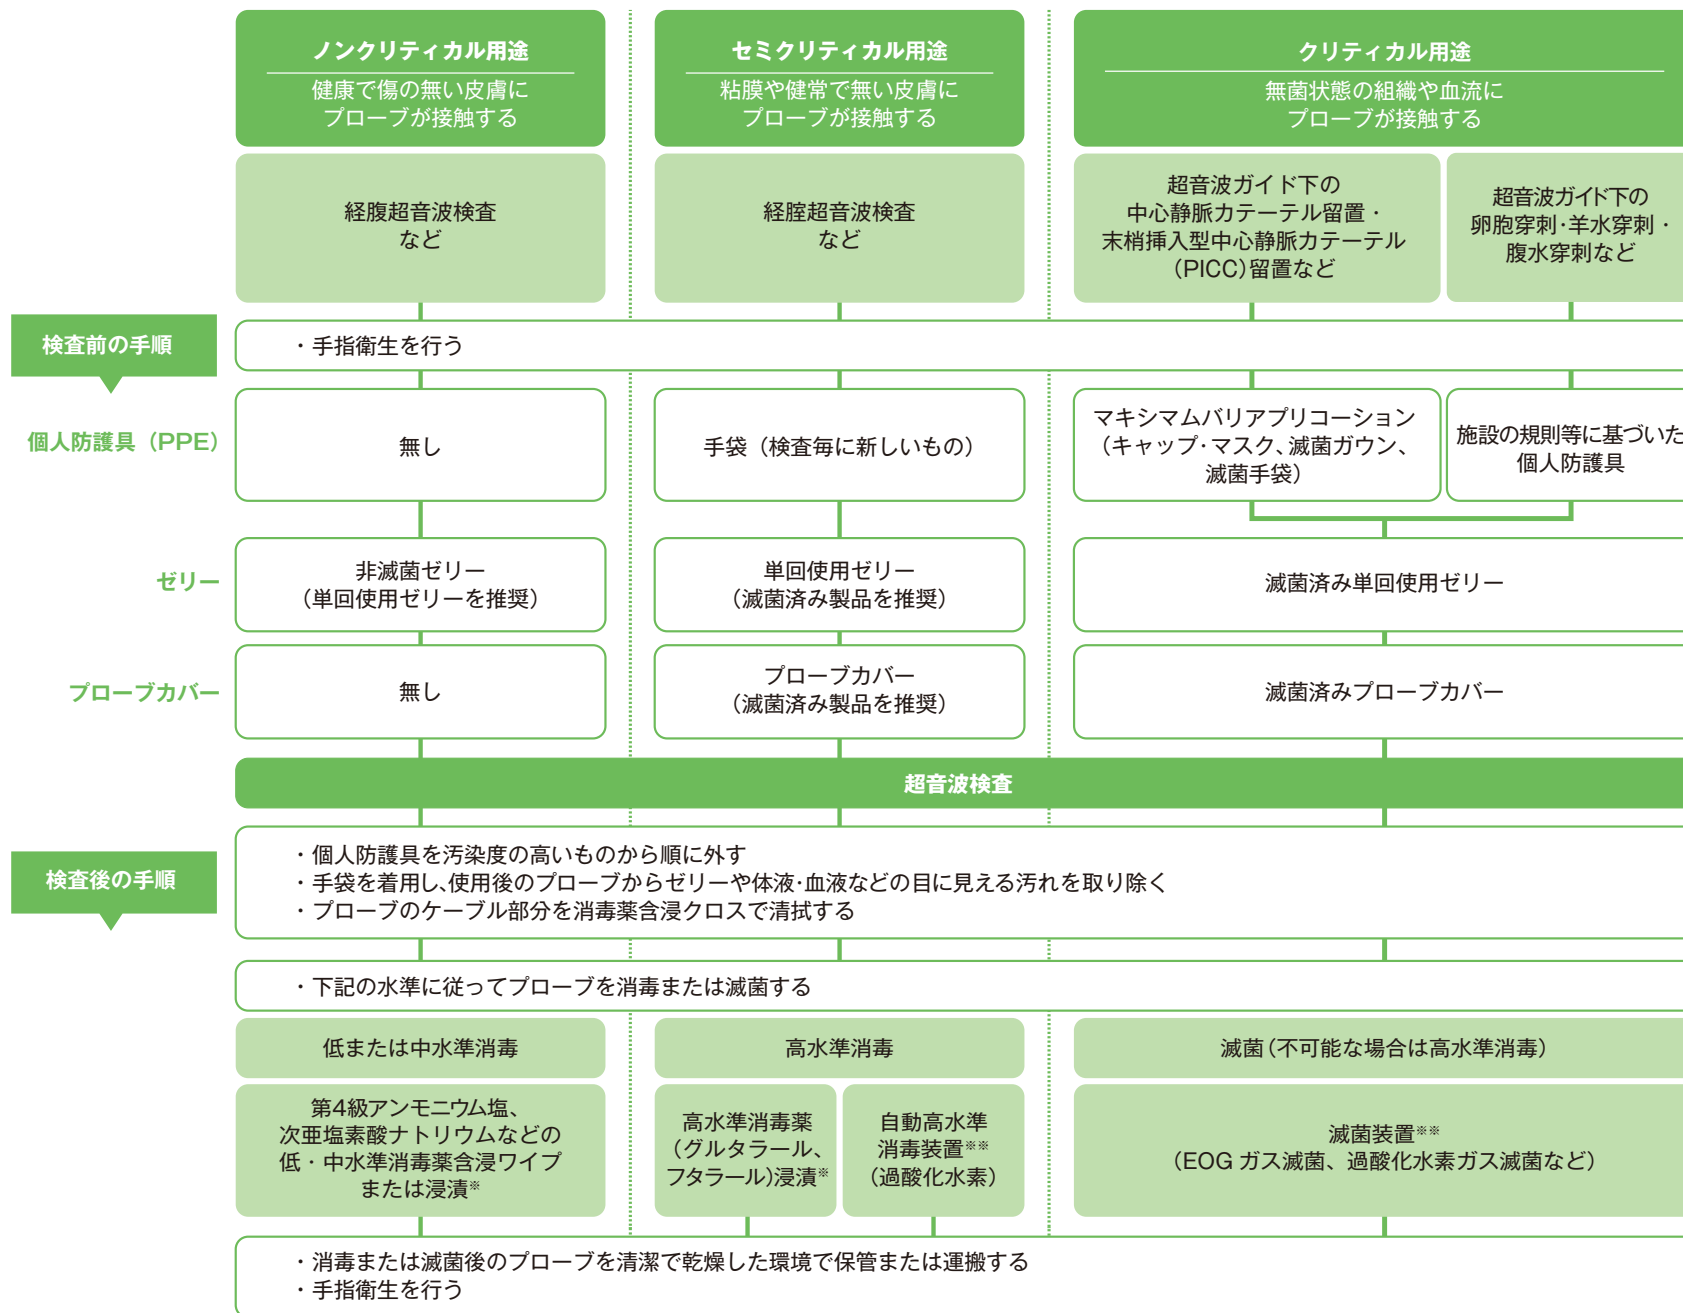 ノンクリティカル用途
健康で傷の無い皮膚に
プローブが接触する
セミクリティカル用途
粘膜や健常で無い皮膚に
プローブが接触する
クリティカル用途
無菌状態の組織や血流に
プローブが接触する
経腹超音波検査
など
経腟超音波検査
など
超音波ガイド下の
中心静脈カテーテル留置・
末梢挿入型中心静脈カテーテル
(PICC)留置など
超音波ガイド下の
卵胞穿刺・羊水穿刺・
腹水穿刺など
検査前の手順
・手指衛生を行う
個人防護具(PPE)
無し
手袋(検査毎に新しいもの)
マキシマムバリアプリコーション
(キャップ・マスク、滅菌ガウン、
滅菌手袋)
施設の規則等に基づいた
個人防護具
ゼリー
非滅菌ゼリー
(単回使用ゼリーを推奨)
単回使用ゼリー
(滅菌済み製品を推奨)
滅菌済み単回使用ゼリー
プローブカバー
無し
プローブカバー
(滅菌済み製品を推奨)
滅菌済みプローブカバー
超音波検査
検査後の手順
・個人防護具を汚染度の高いものから順に外す
・手袋を着用し、使用後のプローブからゼリーや体液・血液などの目に見える汚れを取り除く
・プローブのケーブル部分を消毒薬含浸クロスで清拭する
・下記の水準に従ってプローブを消毒または滅菌する
低または中水準消毒
高水準消毒
滅菌(不可能な場合は高水準消毒)
第4級アンモニウム塩、
次亜塩素酸ナトリウムなどの
低・中水準消毒薬含浸ワイプ
または浸漬※
高水準消毒薬
(グルタラール、
フタラール)浸漬※
自動高水準
消毒装置※※
(過酸化水素)
滅菌装置※※
(EOG ガス滅菌、過酸化水素ガス滅菌など)
・消毒または滅菌後のプローブを清潔で乾燥した環境で保管または運搬する
・手指衛生を行う